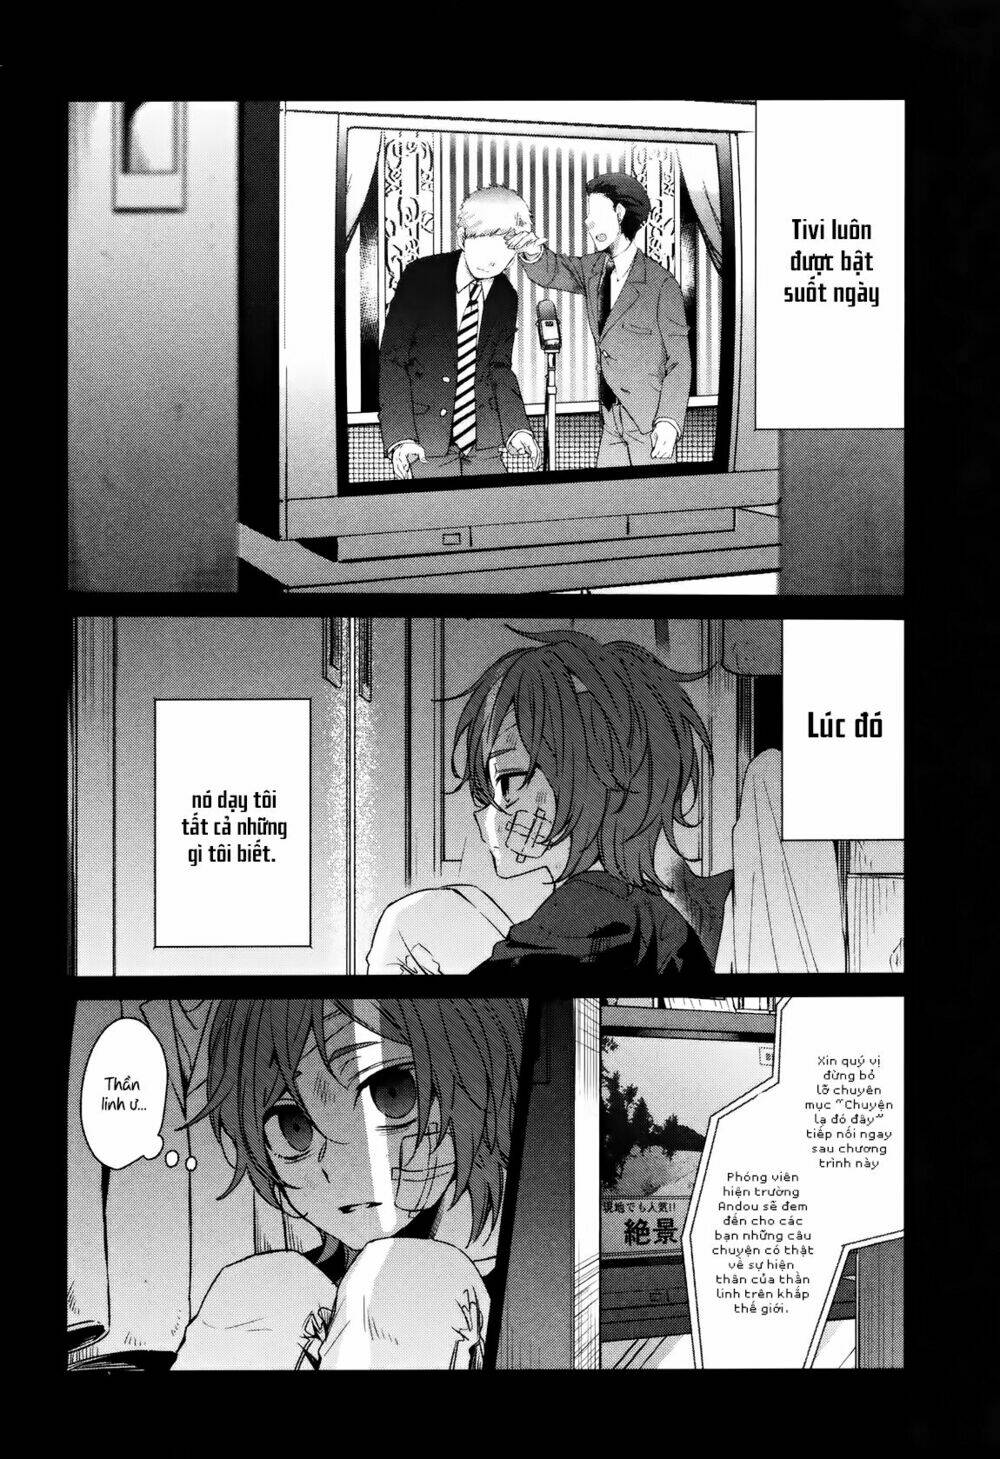 Tivi luôn
được bật
suốt ngày
Lúc đó
nó dạy tôi
tất cả những
gì tôi biết.
Xin quý vị
đừng bỏ
lỡ chuyên
mục "Chuyện
lạ đó đây"
tiếp nối ngay
sau chương
trình này
Phóng viên
hiện trường
Andou sẽ đem
đến cho các
bạn những câu
chuyện có thật
về sự hiện
thân của thần
linh trên khắp
thế giới.
現地でも人気!!
絶景
Thần
linh ư...